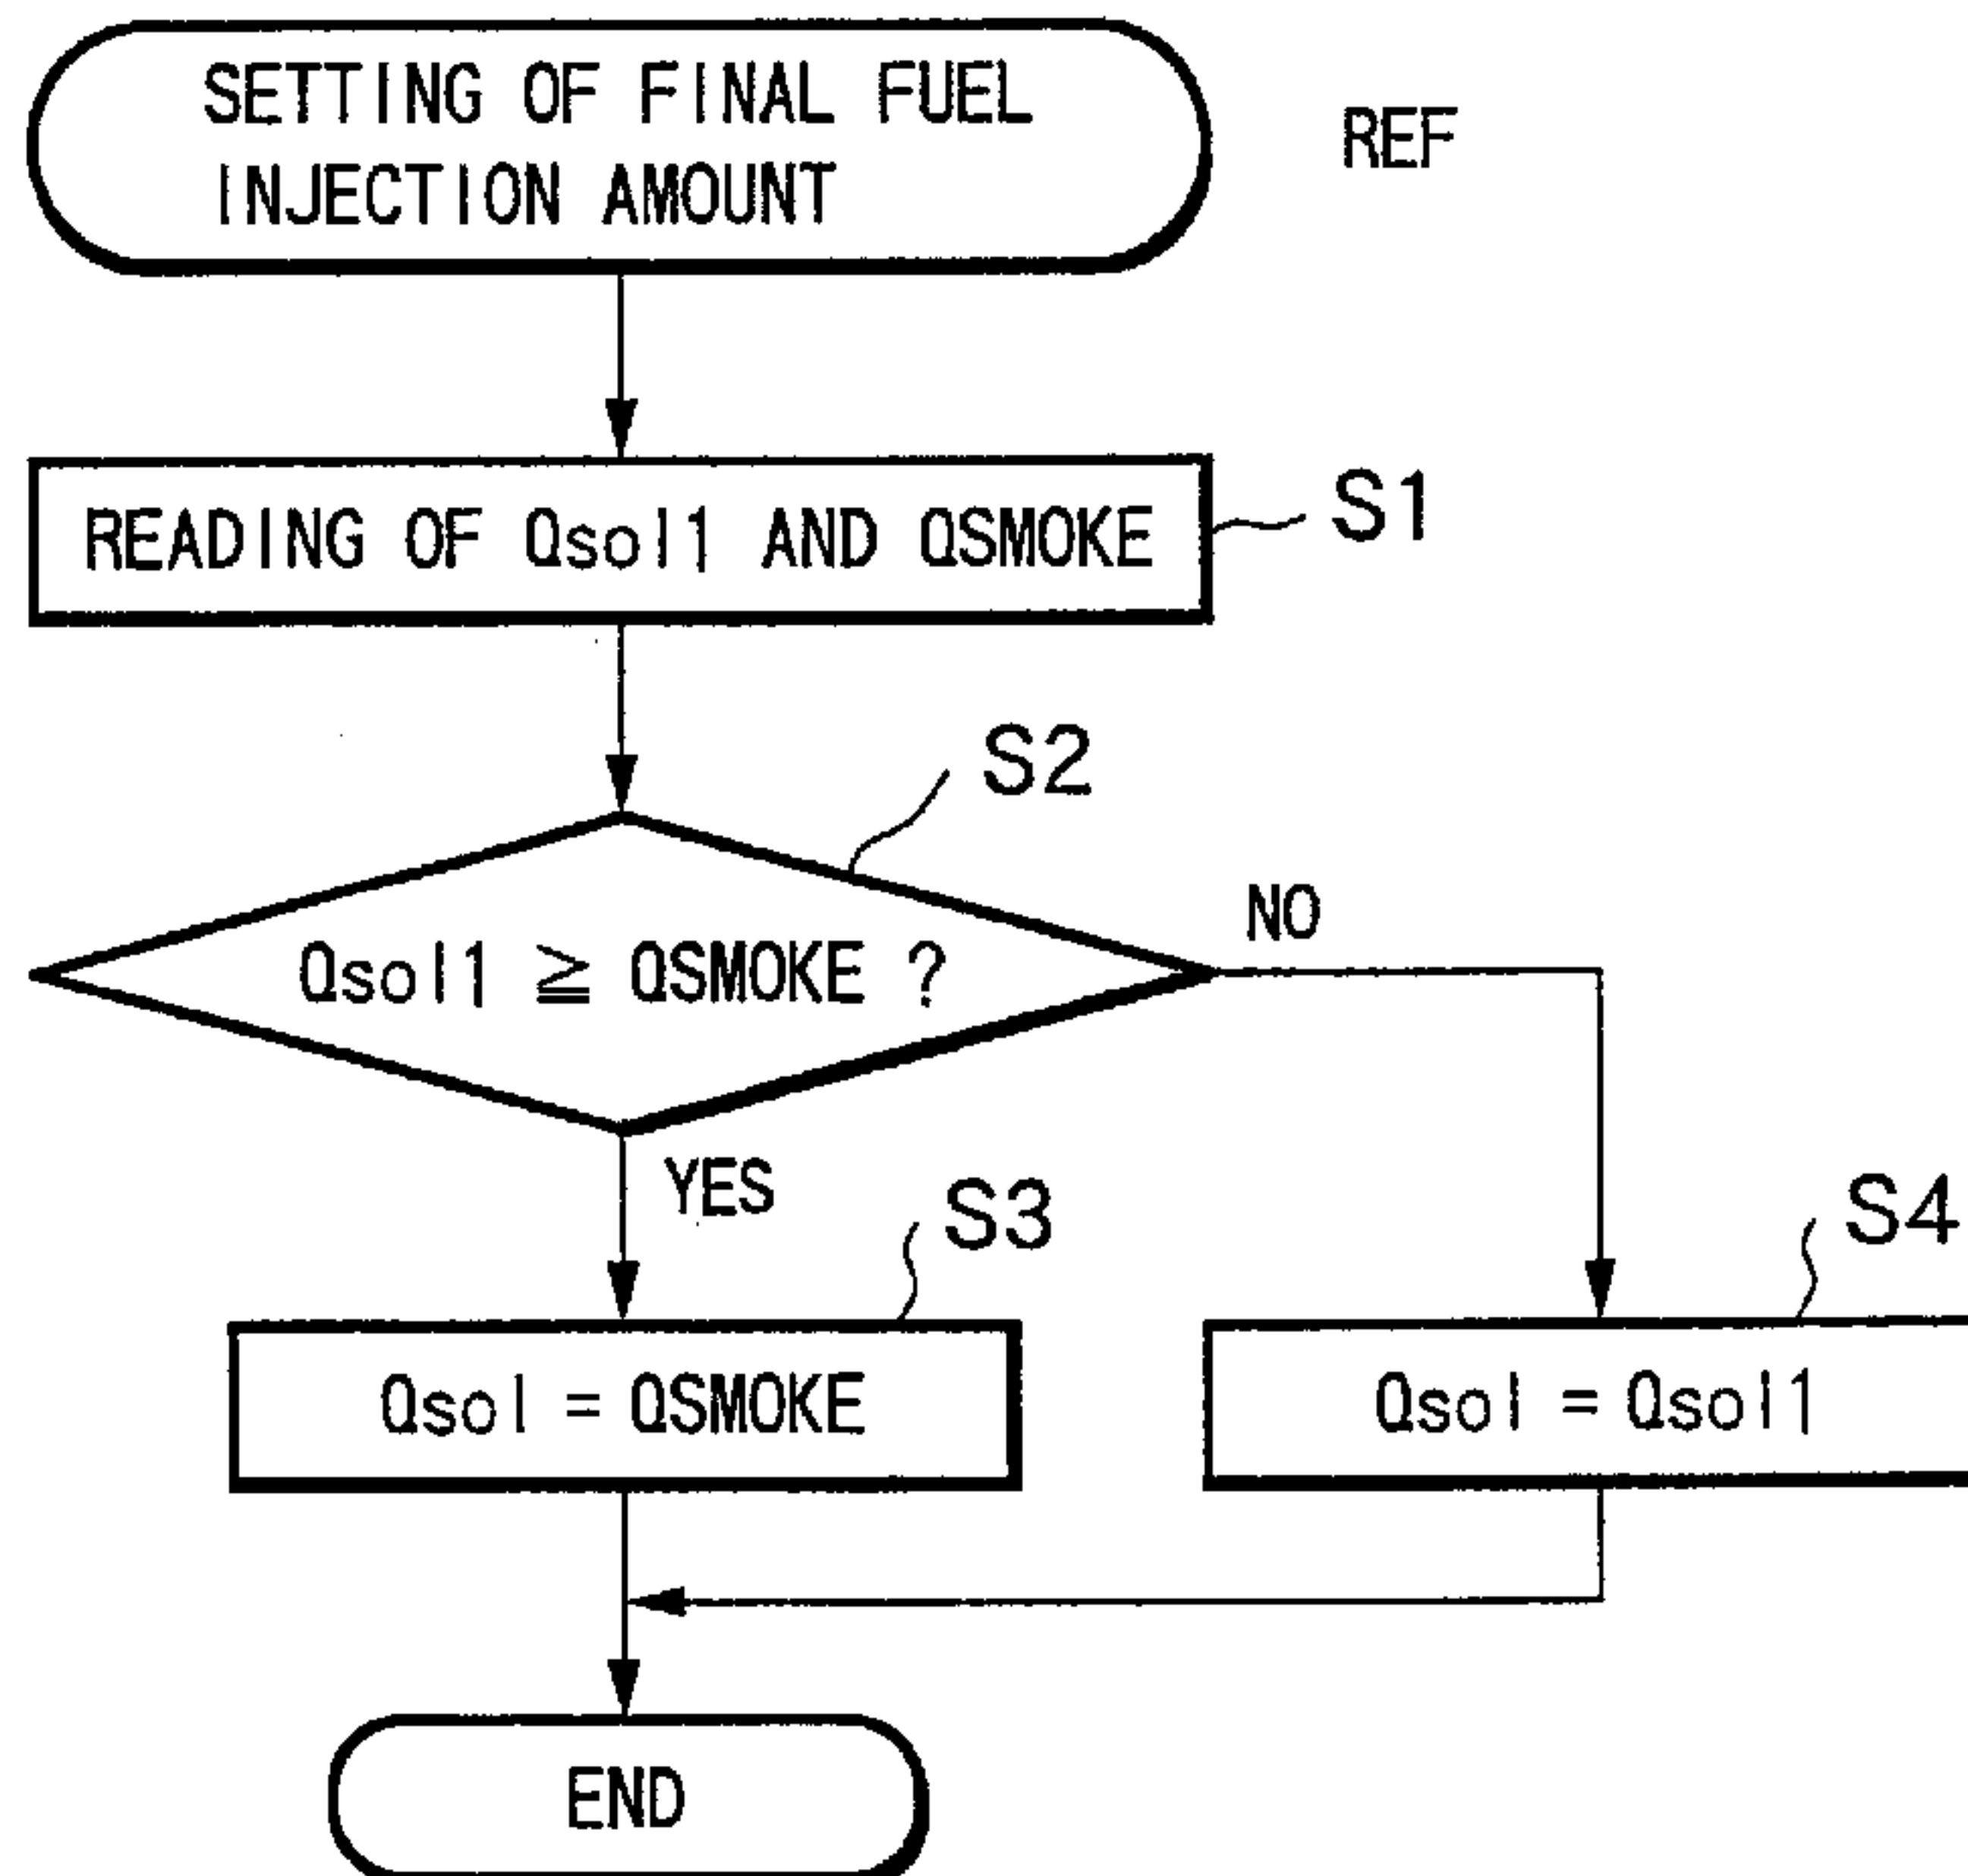 SETTING OF FINAL FUEL
INJECTION AMOUNT
REF
READING OF Qsol1 AND QSMOKE
S1
S2
Qsol1 ≧ QSMOKE ?
NO
YES
S3
S4
Qsol = QSMOKE
Qsol = Qsol1
END